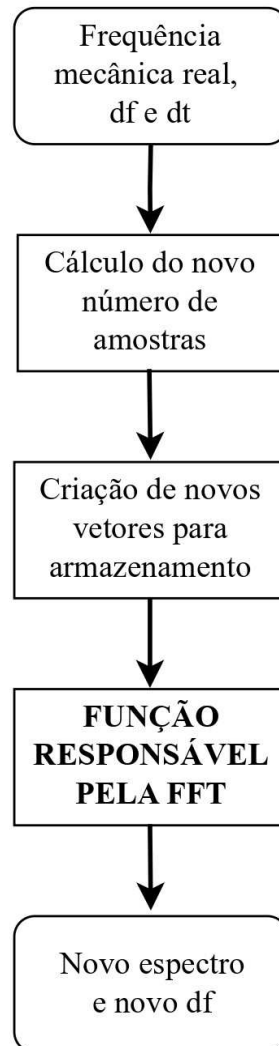 Frequência
mecânica real,
df e dt
Cálculo do novo
número de
amostras
Criação de novos
vetores para
armazenamento
FUNÇÃO
RESPONSÁVEL
PELA FFT
Novo espectro
e novo df